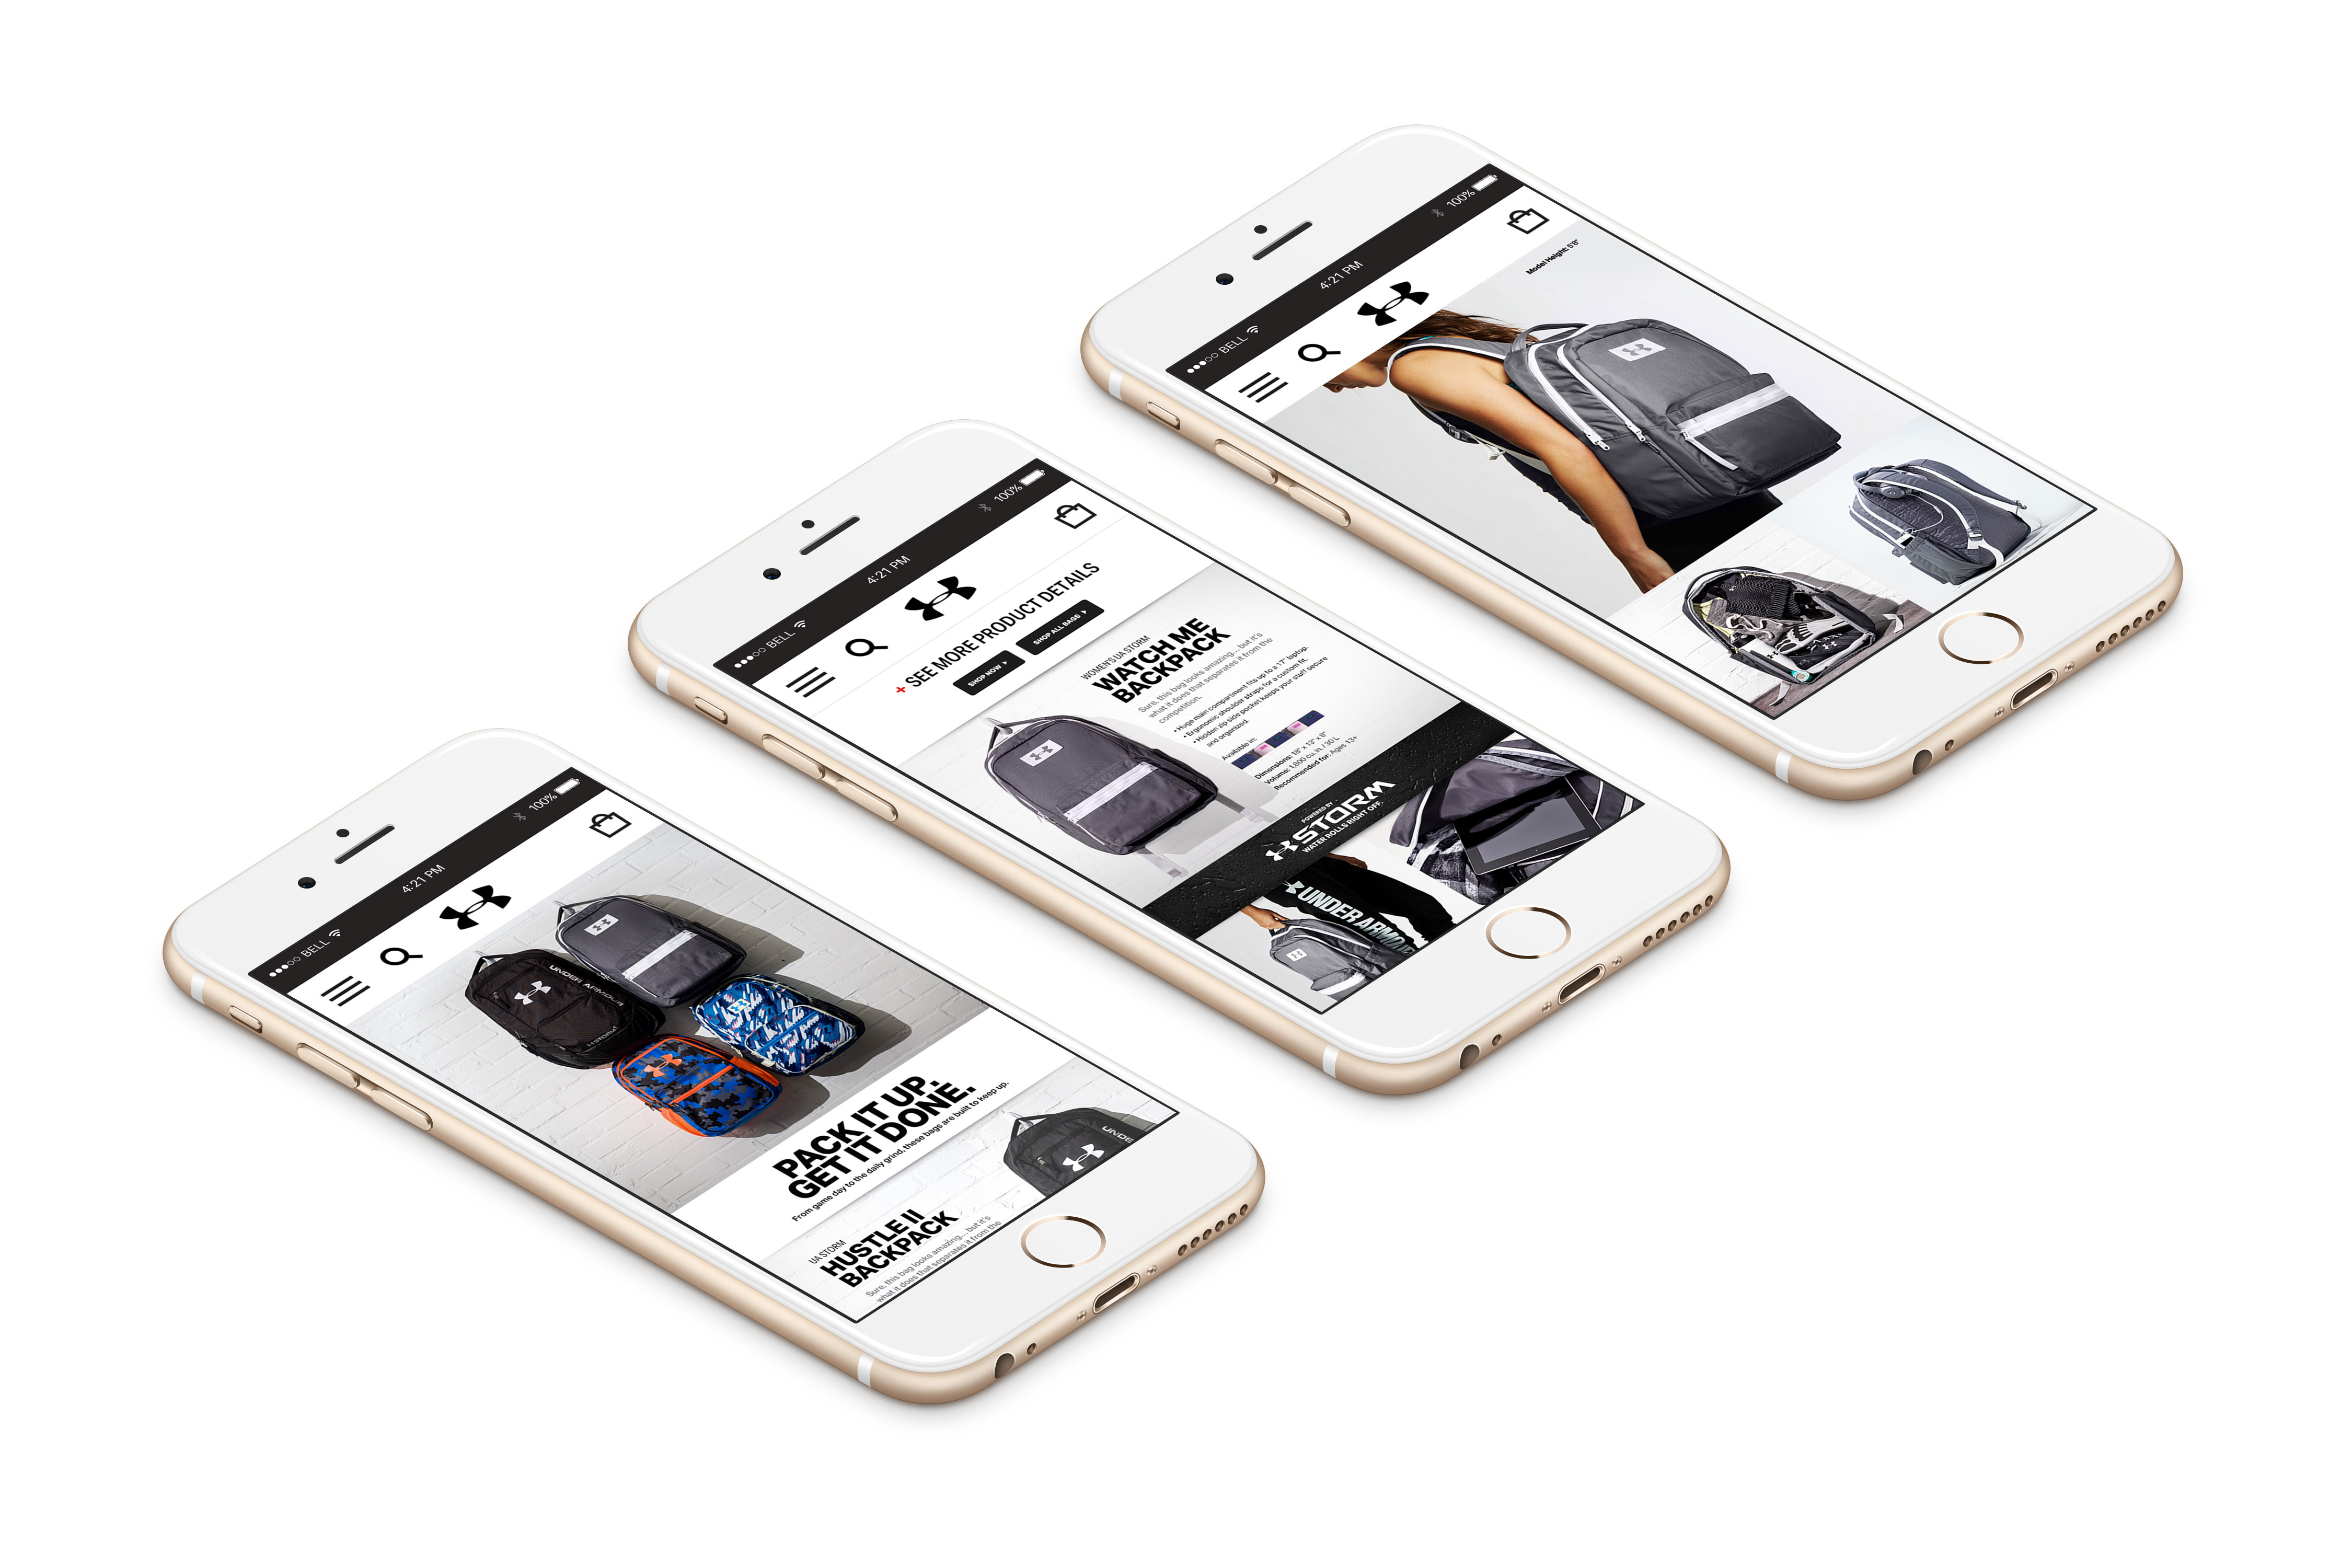 BELL
4:21 PM
100%
UNDER ARMOUR
STORM
PACK IT UP.
GET IT DONE.
From game day to the daily grind, these bags are built to keep up.
UNDE
UA STORM
HUSTLE II
BACKPACK
Sure, this bag looks amazing... but it's
what it does that separates it from the
BELL
4:21 PM
100%
+ SEE MORE PRODUCT DETAILS
SHOP NOW
SHOP ALL BAGS
WOMEN'S UA STORM
WATCH ME
BACKPACK
Sure, this bag looks amazing... but it's
what it does that separates it from the
competition.
• Huge main compartment fits up to a 17" laptop.
• Ergonomic shoulder straps for a custom fit.
• Hidden zip side pocket keeps your stuff secure
and organized.
Available in:
Dimensions: 18" x 13" x 8"
Volume: 1,800 cu. in. / 30 L
Recommended for: Ages 13+
POWERED BY
STORM
WATER ROLLS RIGHT OFF.
UNDER ARMOUR
BELL
4:21 PM
100%
Model Height: 5'8"